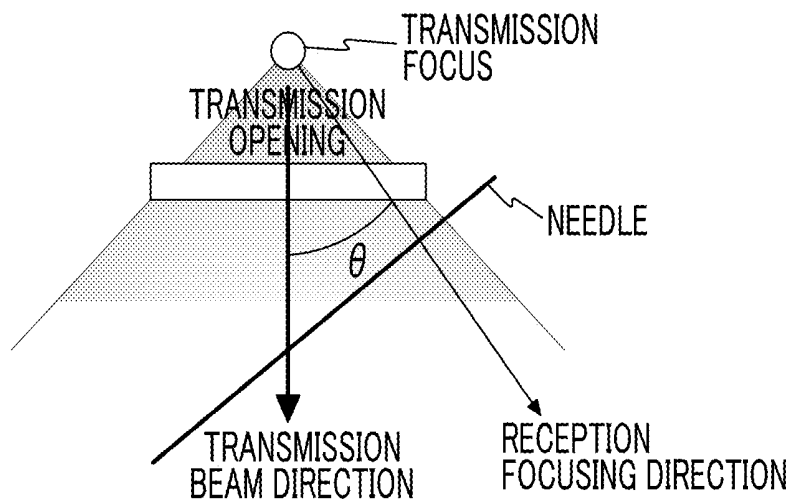 TRANSMISSION
FOCUS
TRANSMISSION
OPENING
NEEDLE
θ
TRANSMISSION
BEAM DIRECTION
RECEPTION
FOCUSING DIRECTION